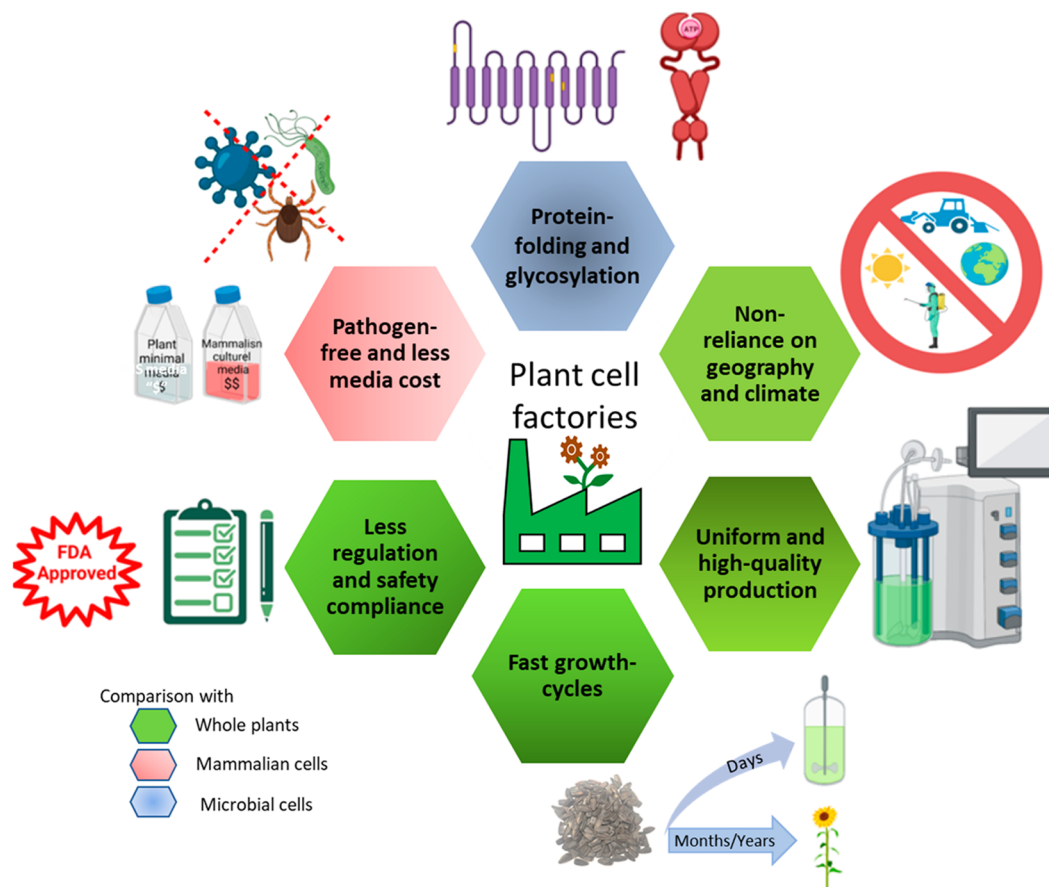 ATP
Protein-
folding and
glycosylation
Pathogen-
free and less
media cost
Non-
reliance on
geography
and climate
Plant
minimal
media
$
Mammalisn
culturel
media
$$
Plant cell
factories
Less
regulation
and safety
compliance
Uniform and
high-quality
production
FDA
Approved
Fast growth-
cycles
Comparison with
Whole plants
Mammalian cells
Microbial cells
Days
Months/Years